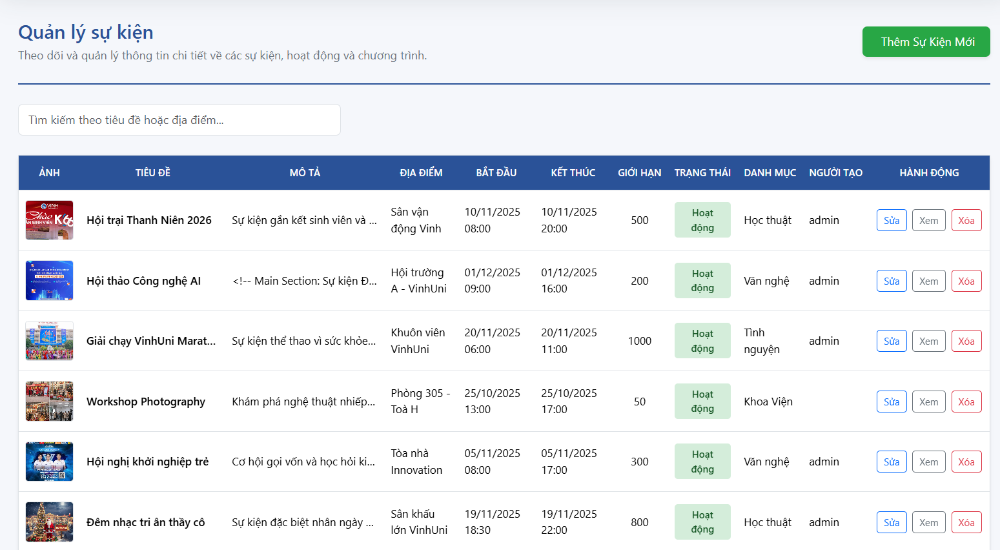 Quản lý sự kiện
Theo dõi và quản lý thông tin chi tiết về các sự kiện, hoạt động và chương trình.
Thêm Sự Kiện Mới
Tìm kiếm theo tiêu đề hoặc địa điểm...
ẢNH TIÊU ĐỀ MÔ TẢ ĐỊA ĐIỂM BẮT ĐẦU KẾT THÚC GIỚI HẠN TRẠNG THÁI DANH MỤC NGƯỜI TẠO HÀNH ĐỘNG
VINH
Chào
ÂN SINH VIÊN K66
Hội trại Thanh Niên 2026
Sự kiện gắn kết sinh viên và ...
Sân vận
động Vinh
10/11/2025
08:00
10/11/2025
20:00
500
Hoạt
động
Học thuật
admin
Sửa Xem Xóa
Hội thảo Công nghệ AI
<!-- Main Section: Sự kiện Đ...
Hội trường
A - VinhUni
01/12/2025
09:00
01/12/2025
16:00
200
Hoạt
động
Văn nghệ
admin
Sửa Xem Xóa
Giải chạy VinhUni Marat...
Sự kiện thể thao vì sức khỏe...
Khuôn viên
VinhUni
20/11/2025
06:00
20/11/2025
11:00
1000
Hoạt
động
Tình
nguyện
admin
Sửa Xem Xóa
Workshop Photography
Khám phá nghệ thuật nhiếp...
Phòng 305 -
Toà H
25/10/2025
13:00
25/10/2025
17:00
50
Hoạt
động
Khoa Viện
Sửa Xem Xóa
Hội nghị khởi nghiệp trẻ
Cơ hội gọi vốn và học hỏi ki...
Tòa nhà
Innovation
05/11/2025
08:00
05/11/2025
17:00
300
Hoạt
động
Văn nghệ
admin
Sửa Xem Xóa
Đêm nhạc tri ân thầy cô
Sự kiện đặc biệt nhân ngày ...
Sân khấu
lớn VinhUni
19/11/2025
18:30
19/11/2025
22:00
800
Hoạt
động
Học thuật
admin
Sửa Xem Xóa